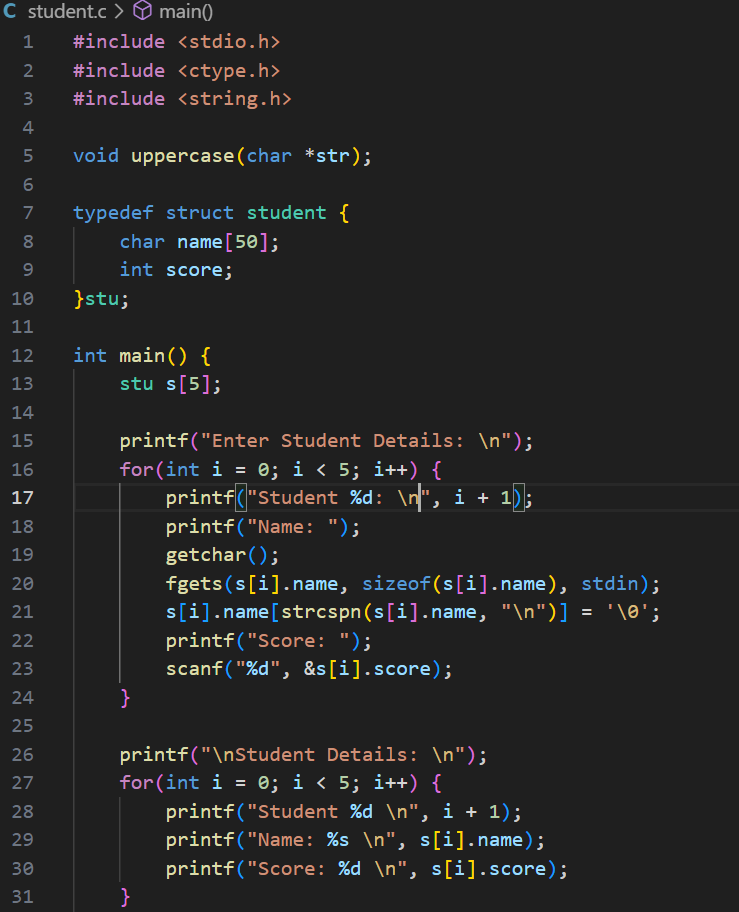 C student.c > main()
1 #include <stdio.h>
2 #include <ctype.h>
3 #include <string.h>
4
5 void uppercase(char *str);
6
7 typedef struct student {
8     char name[50];
9     int score;
10 }stu;
11
12 int main() {
13     stu s[5];
14
15     printf("Enter Student Details: \n");
16     for(int i = 0; i < 5; i++) {
17         printf("Student %d: \n", i + 1);
18         printf("Name: ");
19         getchar();
20         fgets(s[i].name, sizeof(s[i].name), stdin);
21         s[i].name[strcspn(s[i].name, "\n")] = '\0';
22         printf("Score: ");
23         scanf("%d", &s[i].score);
24     }
25
26     printf("\nStudent Details: \n");
27     for(int i = 0; i < 5; i++) {
28         printf("Student %d \n", i + 1);
29         printf("Name: %s \n", s[i].name);
30         printf("Score: %d \n", s[i].score);
31     }